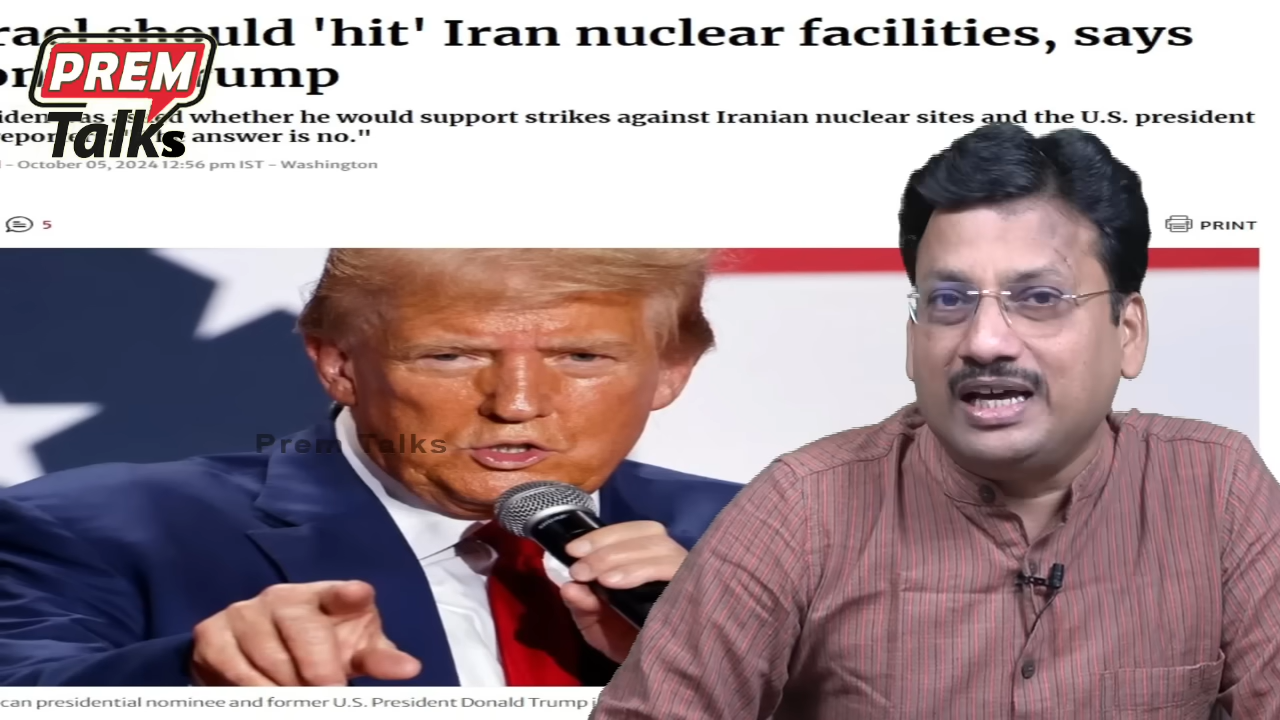 should 'hit' Iran nuclear facilities, says
PREM
Talks
whether he would support strikes against Iranian nuclear sites and the U.S. president
answer is no."
– October 05, 2024 12:56 pm IST – Washington
5
PRINT
Prem Talks
presidential nominee and former U.S. President Donald Trump